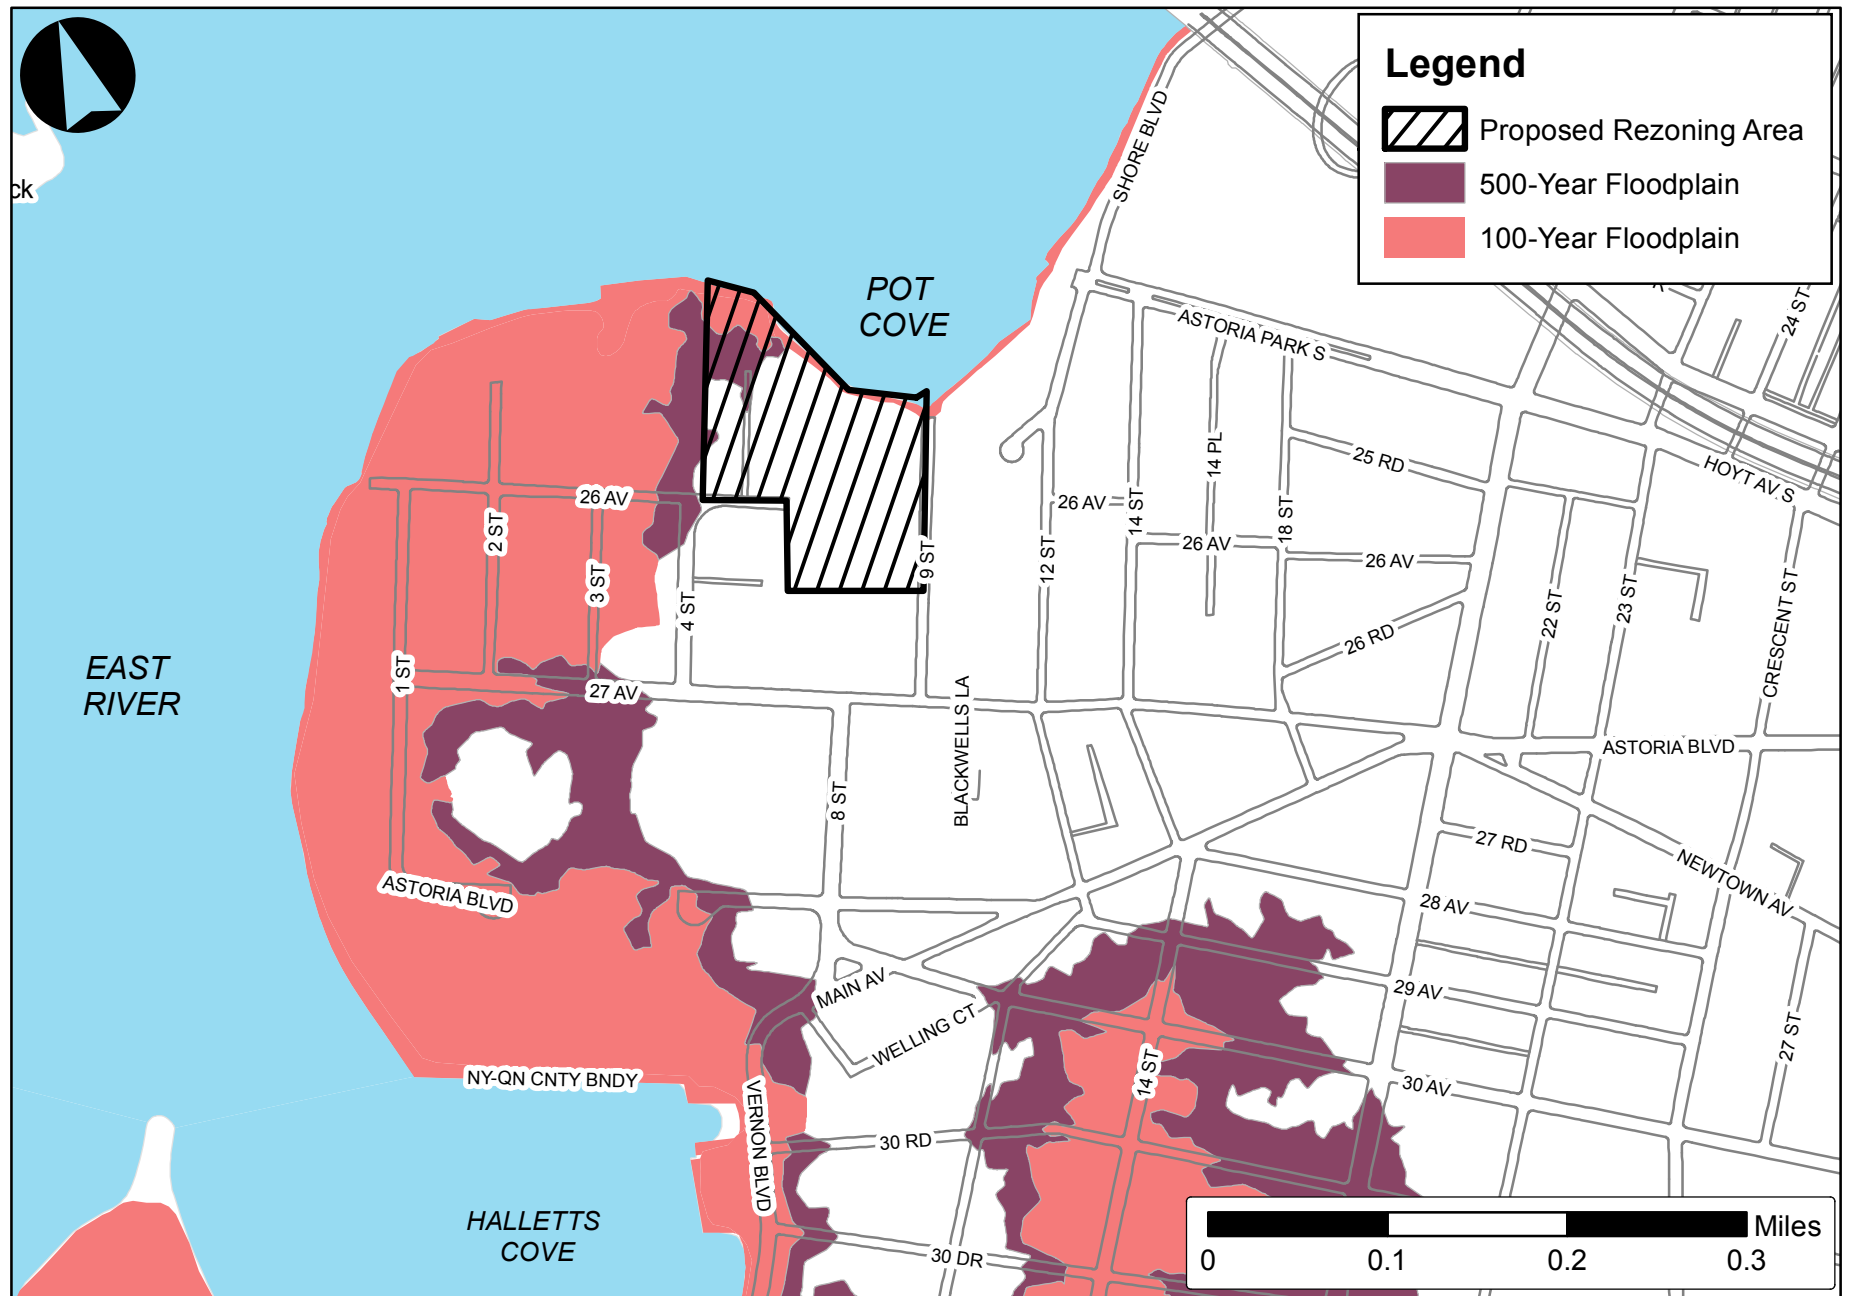 Legend
Proposed Rezoning Area
500-Year Floodplain
100-Year Floodplain
ck
SHORE BLVD
POT
COVE
24 ST
ASTORIA PARK S
14 PL
25 RD
HOYT AV S
26 AV
26 AV
14 ST
18 ST
2 ST
26 AV
26 AV
9 ST
12 ST
3 ST
4 ST
22 ST
23 ST
CRESCENT ST
26 RD
EAST
RIVER
1 ST
27 AV
BLACKWELLS LA
ASTORIA BLVD
8 ST
27 RD
NEWTOWN AV
ASTORIA BLVD
28 AV
MAIN AV
29 AV
WELLING CT
27 ST
NY-QN CNTY BNDY
14 ST
30 AV
VERNON BLVD
30 RD
HALLETTS
COVE
30 DR
Miles
0
0.1
0.2
0.3